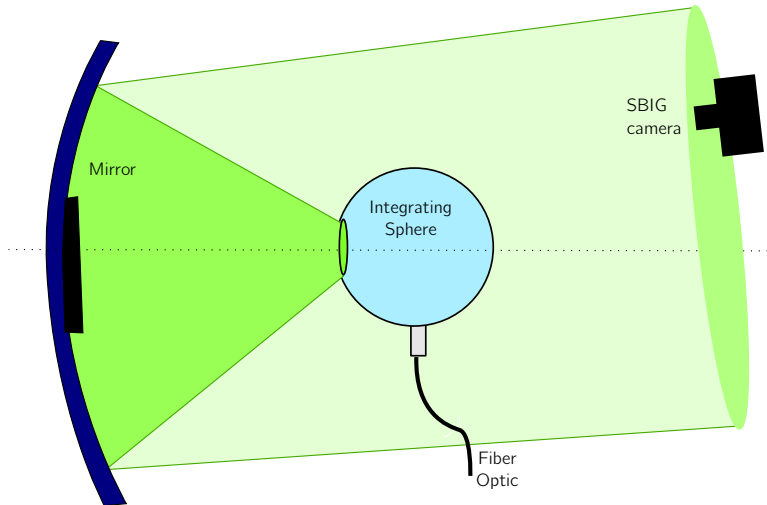 SBIG
camera
Mirror
Integrating
Sphere
Fiber
Optic